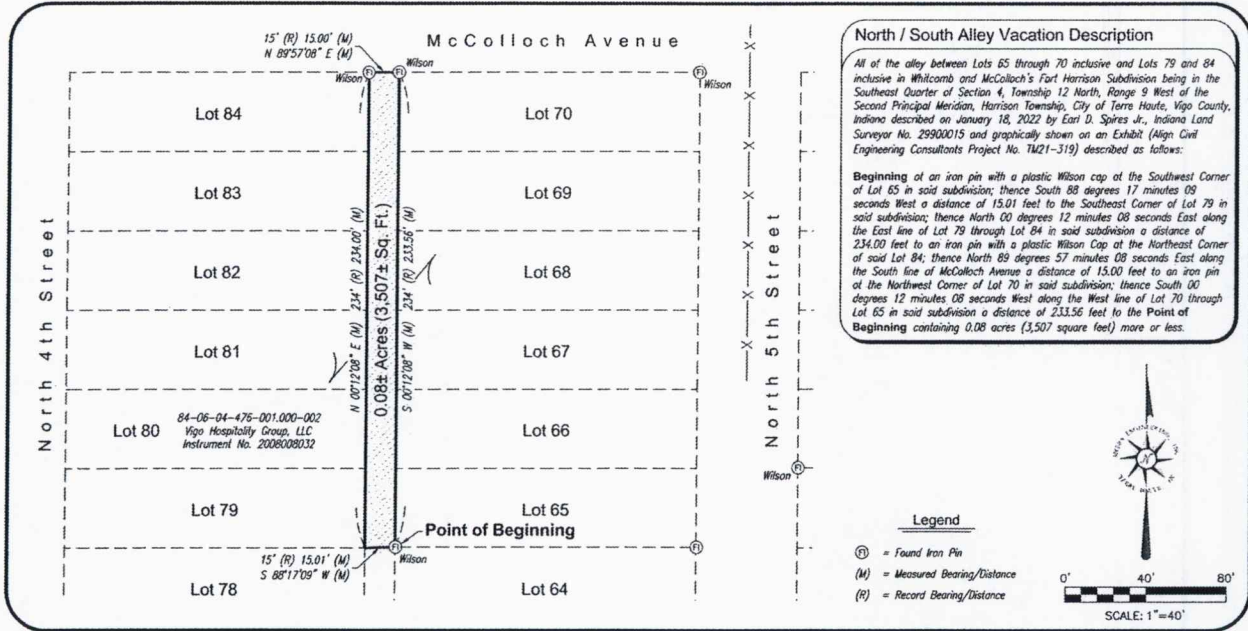 15' (R) 15.00' (M)
N 89°57'08" E (M)
McColloch Avenue
Wilson
Wilson
Wilson
Lot 84
Lot 70
Lot 83
Lot 69
Lot 82
Lot 68
Lot 81
Lot 67
Lot 80
84-06-04-476-001.000-002
Vigo Hospitality Group, LLC
Instrument No. 2008008032
Lot 66
Lot 79
Lot 65
Lot 78
Lot 64
North 4th Street
N 00°12'08" E (M) 234' (R) 234.00' (M)
0.08± Acres (3,507± Sq. Ft.)
S 00°12'08" W (M) 234' (R) 233.56' (M)
North 5th Street
Wilson
Point of Beginning
Wilson
15' (R) 15.01' (M)
S 88°17'09" W (M)
North / South Alley Vacation Description
All of the alley between Lots 65 through 70 inclusive and Lots 79 and 84
inclusive in Whitcomb and McColloch's Fort Harrison Subdivision being in the
Southeast Quarter of Section 4, Township 12 North, Range 9 West of the
Second Principal Meridian, Harrison Township, City of Terre Haute, Vigo County,
Indiana described on January 18, 2022 by Earl D. Spires Jr., Indiana Land
Surveyor No. 29900015 and graphically shown on an Exhibit (Align Civil
Engineering Consultants Project No. TM21-319) described as follows:
Beginning at an iron pin with a plastic Wilson cap at the Southwest Corner
of Lot 65 in said subdivision; thence South 88 degrees 17 minutes 09
seconds West a distance of 15.01 feet to the Southeast Corner of Lot 79 in
said subdivision; thence North 00 degrees 12 minutes 08 seconds East along
the East line of Lot 79 through Lot 84 in said subdivision a distance of
234.00 feet to an iron pin with a plastic Wilson Cap at the Northeast Corner
of said Lot 84; thence North 89 degrees 57 minutes 08 seconds East along
the South line of McColloch Avenue a distance of 15.00 feet to an iron pin
at the Northwest Corner of Lot 70 in said subdivision; thence South 00
degrees 12 minutes 08 seconds West along the West line of Lot 70 through
Lot 65 in said subdivision a distance of 233.56 feet to the Point of
Beginning containing 0.08 acres (3,507 square feet) more or less.
N
Legend
FI = Found Iron Pin
(M) = Measured Bearing/Distance
(R) = Record Bearing/Distance
0' 40' 80'
SCALE: 1"=40'